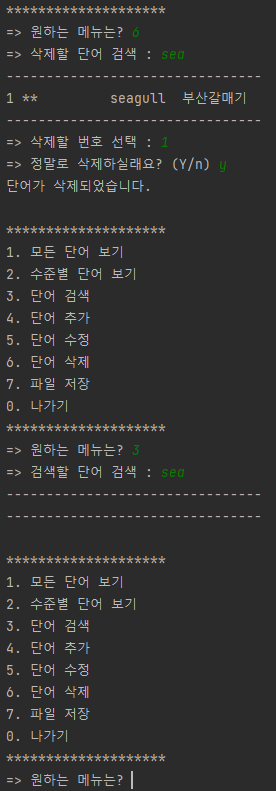 ********************
=> 원하는 메뉴는? 6
=> 삭제할 단어 검색 : sea
--------------------------------
1 **         seagull  부산갈매기
--------------------------------
=> 삭제할 번호 선택 : 1
=> 정말로 삭제하실래요? (Y/n) y
단어가 삭제되었습니다.
********************
1. 모든 단어 보기
2. 수준별 단어 보기
3. 단어 검색
4. 단어 추가
5. 단어 수정
6. 단어 삭제
7. 파일 저장
0. 나가기
********************
=> 원하는 메뉴는? 3
=> 검색할 단어 검색 : sea
--------------------------------
--------------------------------
********************
1. 모든 단어 보기
2. 수준별 단어 보기
3. 단어 검색
4. 단어 추가
5. 단어 수정
6. 단어 삭제
7. 파일 저장
0. 나가기
********************
=> 원하는 메뉴는?